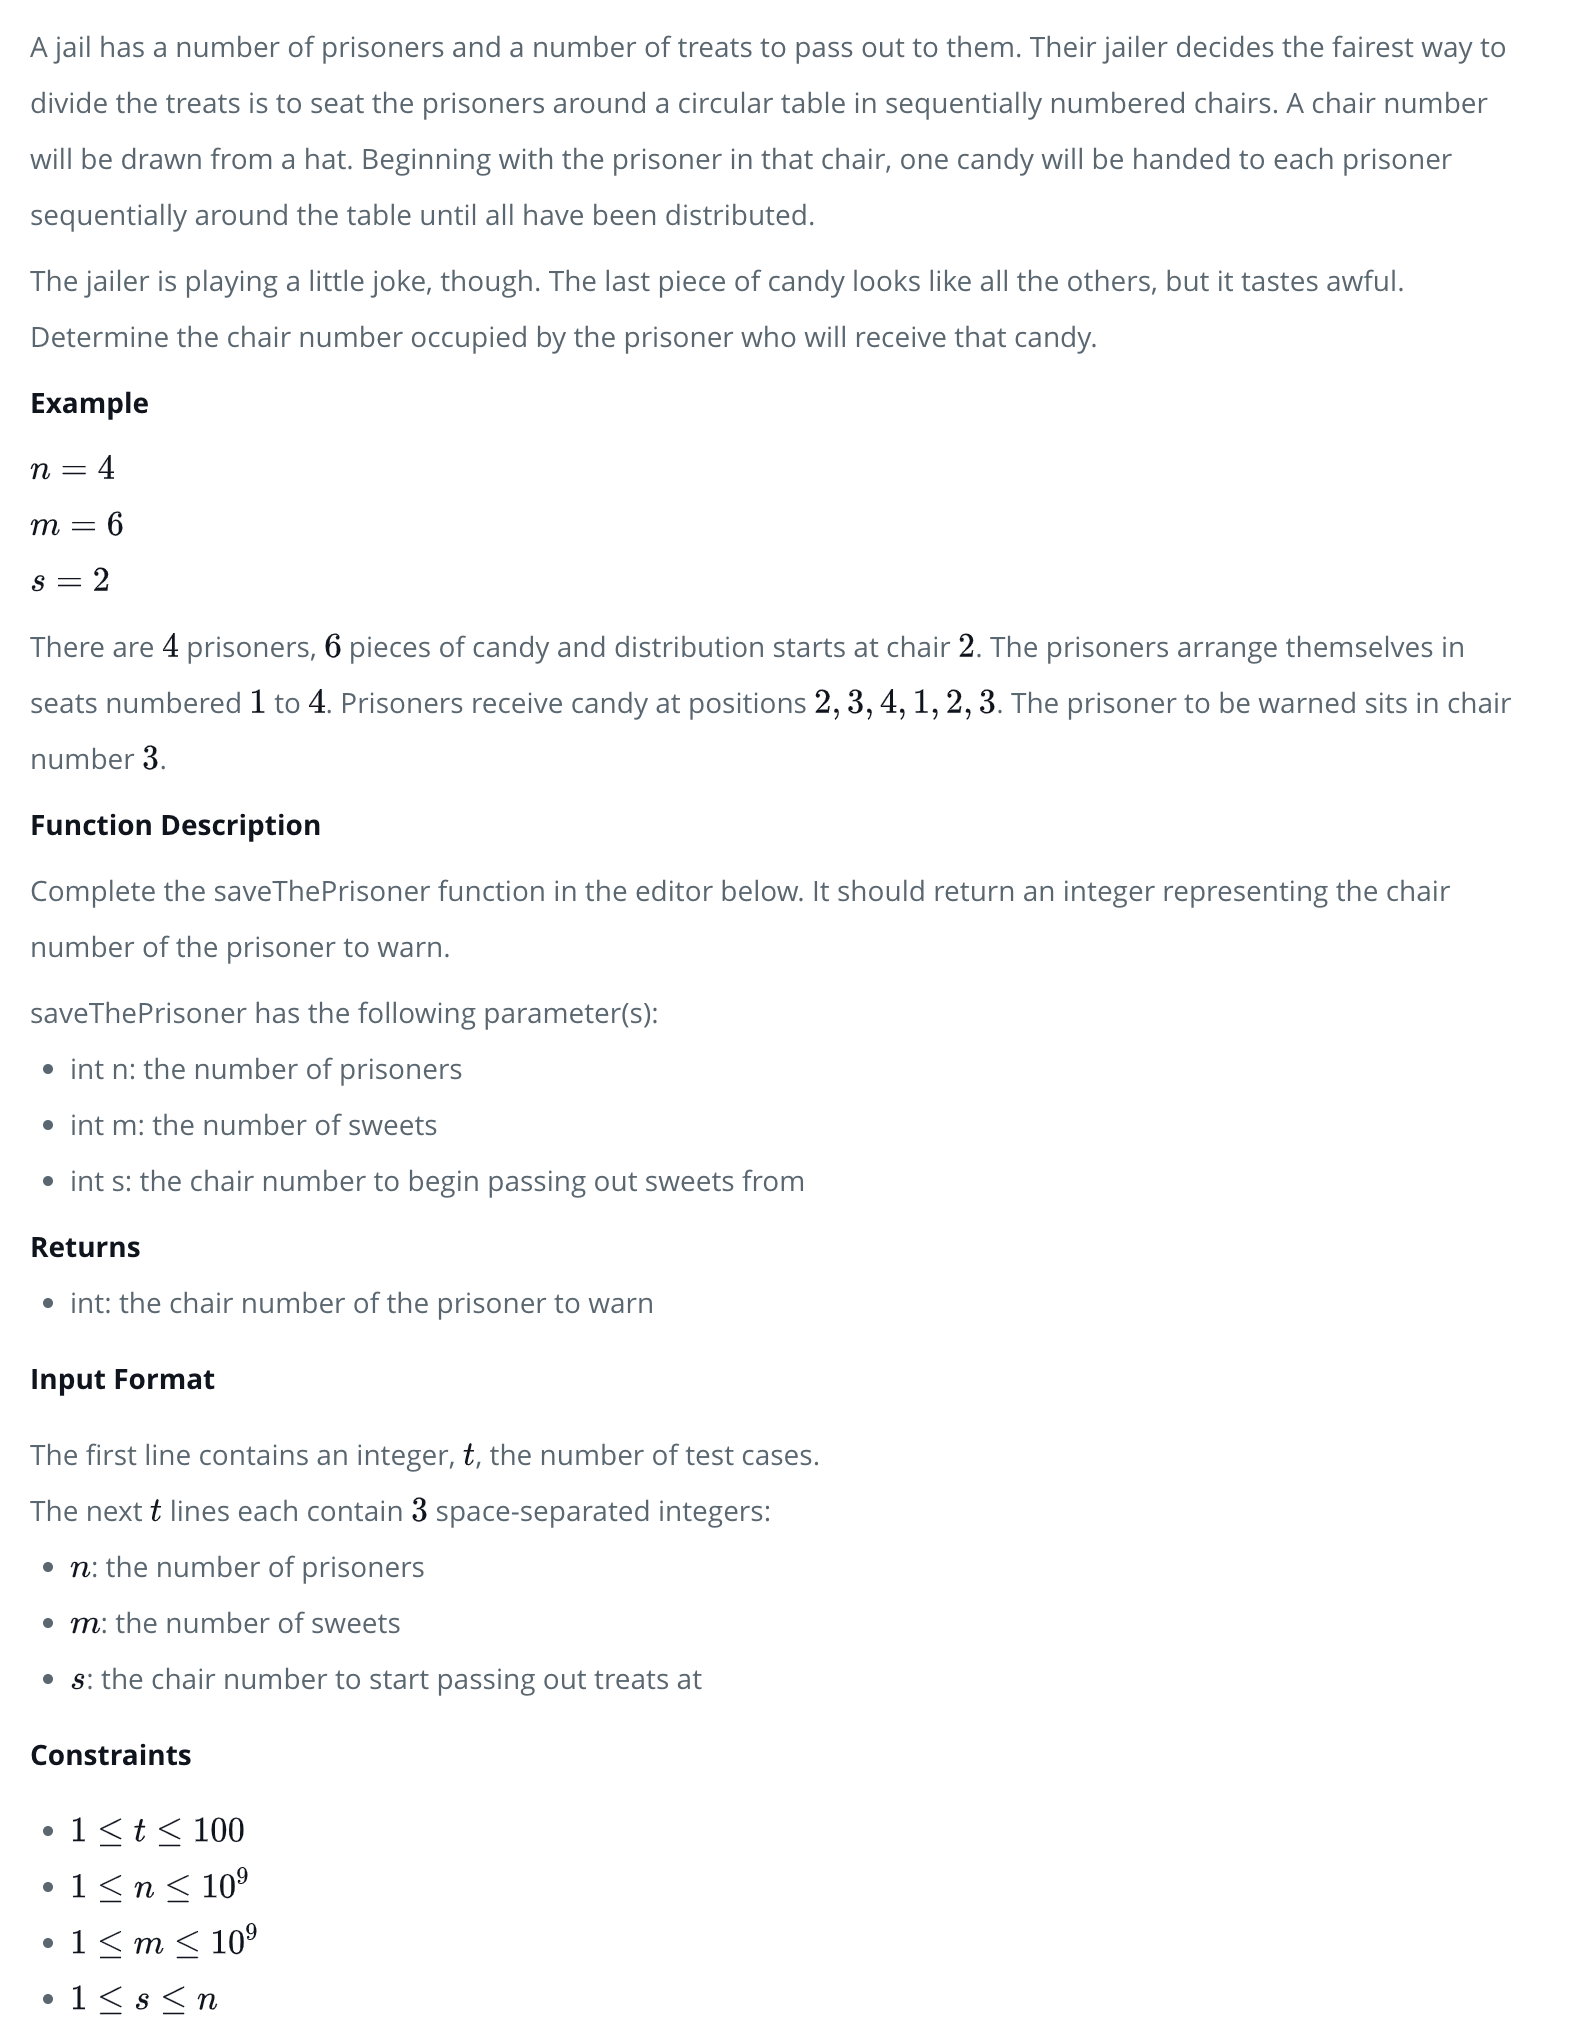 A jail has a number of prisoners and a number of treats to pass out to them. Their jailer decides the fairest way to
divide the treats is to seat the prisoners around a circular table in sequentially numbered chairs. A chair number
will be drawn from a hat. Beginning with the prisoner in that chair, one candy will be handed to each prisoner
sequentially around the table until all have been distributed.
The jailer is playing a little joke, though. The last piece of candy looks like all the others, but it tastes awful.
Determine the chair number occupied by the prisoner who will receive that candy.
Example
n = 4
m = 6
s = 2
There are 4 prisoners, 6 pieces of candy and distribution starts at chair 2. The prisoners arrange themselves in
seats numbered 1 to 4. Prisoners receive candy at positions 2, 3, 4, 1, 2, 3. The prisoner to be warned sits in chair
number 3.
Function Description
Complete the saveThePrisoner function in the editor below. It should return an integer representing the chair
number of the prisoner to warn.
saveThePrisoner has the following parameter(s):
• int n: the number of prisoners
• int m: the number of sweets
• int s: the chair number to begin passing out sweets from
Returns
• int: the chair number of the prisoner to warn
Input Format
The first line contains an integer, t, the number of test cases.
The next t lines each contain 3 space-separated integers:
• n: the number of prisoners
• m: the number of sweets
• s: the chair number to start passing out treats at
Constraints
• 1 ≤ t ≤ 100
• 1 ≤ n ≤ 10⁹
• 1 ≤ m ≤ 10⁹
• 1 ≤ s ≤ n